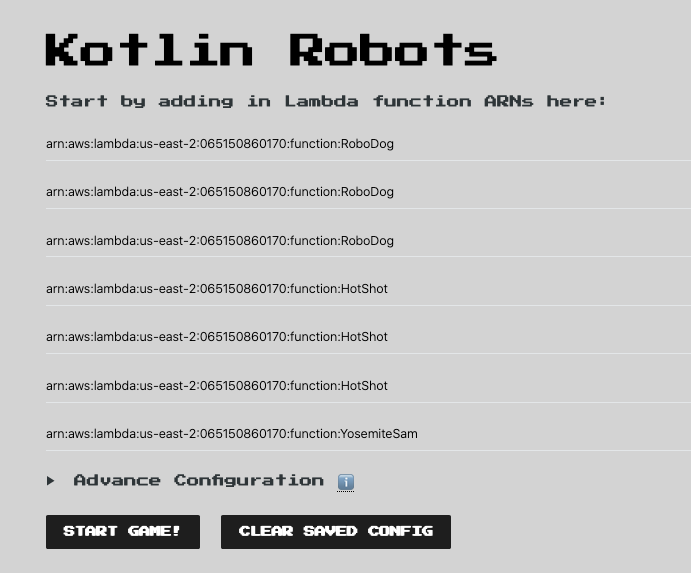 Kotlin Robots
Start by adding in Lambda function ARNs here:
arn:aws:lambda:us-east-2:065150860170:function:RoboDog
arn:aws:lambda:us-east-2:065150860170:function:RoboDog
arn:aws:lambda:us-east-2:065150860170:function:RoboDog
arn:aws:lambda:us-east-2:065150860170:function:HotShot
arn:aws:lambda:us-east-2:065150860170:function:HotShot
arn:aws:lambda:us-east-2:065150860170:function:HotShot
arn:aws:lambda:us-east-2:065150860170:function:YosemiteSam
Advance Configuration ℹ️
START GAME! CLEAR SAVED CONFIG